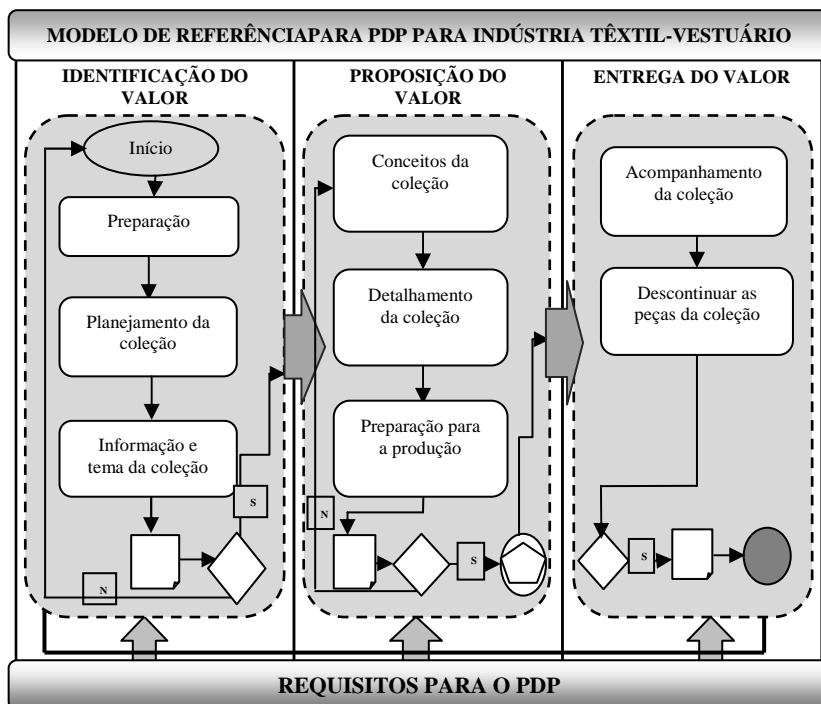 MODELO DE REFERÊNCIAPARA PDP PARA INDÚSTRIA TÊXTIL-VESTUÁRIO
IDENTIFICAÇÃO DO
VALOR
Início
Preparação
Planejamento da
coleção
Informação e
tema da coleção
S
N
PROPOSIÇÃO DO
VALOR
Conceitos da
coleção
Detalhamento
da coleção
Preparação para
a produção
N
S
ENTREGA DO VALOR
Acompanhamento
da coleção
Descontinuar as
peças da coleção
S
REQUISITOS PARA O PDP